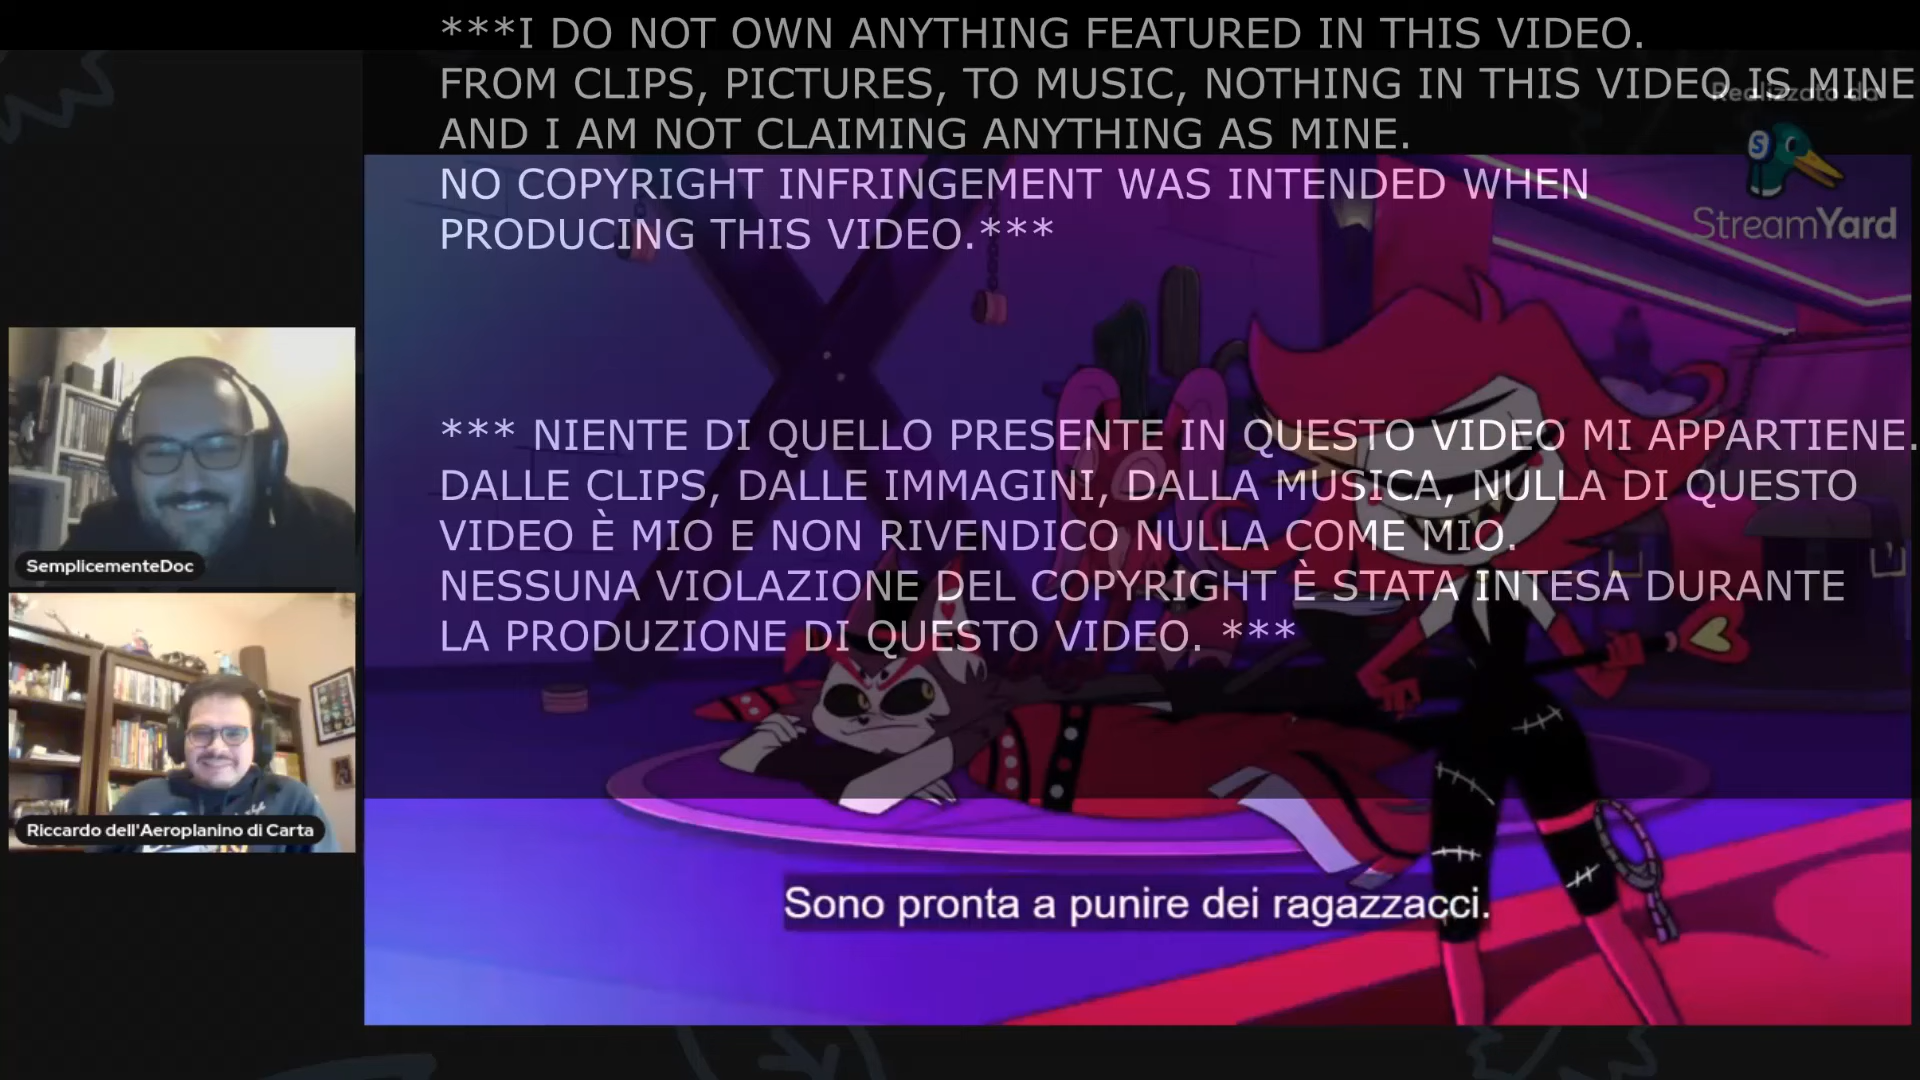 ***I DO NOT OWN ANYTHING FEATURED IN THIS VIDEO.
FROM CLIPS, PICTURES, TO MUSIC, NOTHING IN THIS VIDEO IS MINE
AND I AM NOT CLAIMING ANYTHING AS MINE.
NO COPYRIGHT INFRINGEMENT WAS INTENDED WHEN
PRODUCING THIS VIDEO.***
Realizzato da
StreamYard
*** NIENTE DI QUELLO PRESENTE IN QUESTO VIDEO MI APPARTIENE.
DALLE CLIPS, DALLE IMMAGINI, DALLA MUSICA, NULLA DI QUESTO
VIDEO È MIO E NON RIVENDICO NULLA COME MIO.
NESSUNA VIOLAZIONE DEL COPYRIGHT È STATA INTESA DURANTE
LA PRODUZIONE DI QUESTO VIDEO. ***
SemplicementeDoc
Riccardo dell'Aeroplanino di Carta
Sono pronta a punire dei ragazzacci.